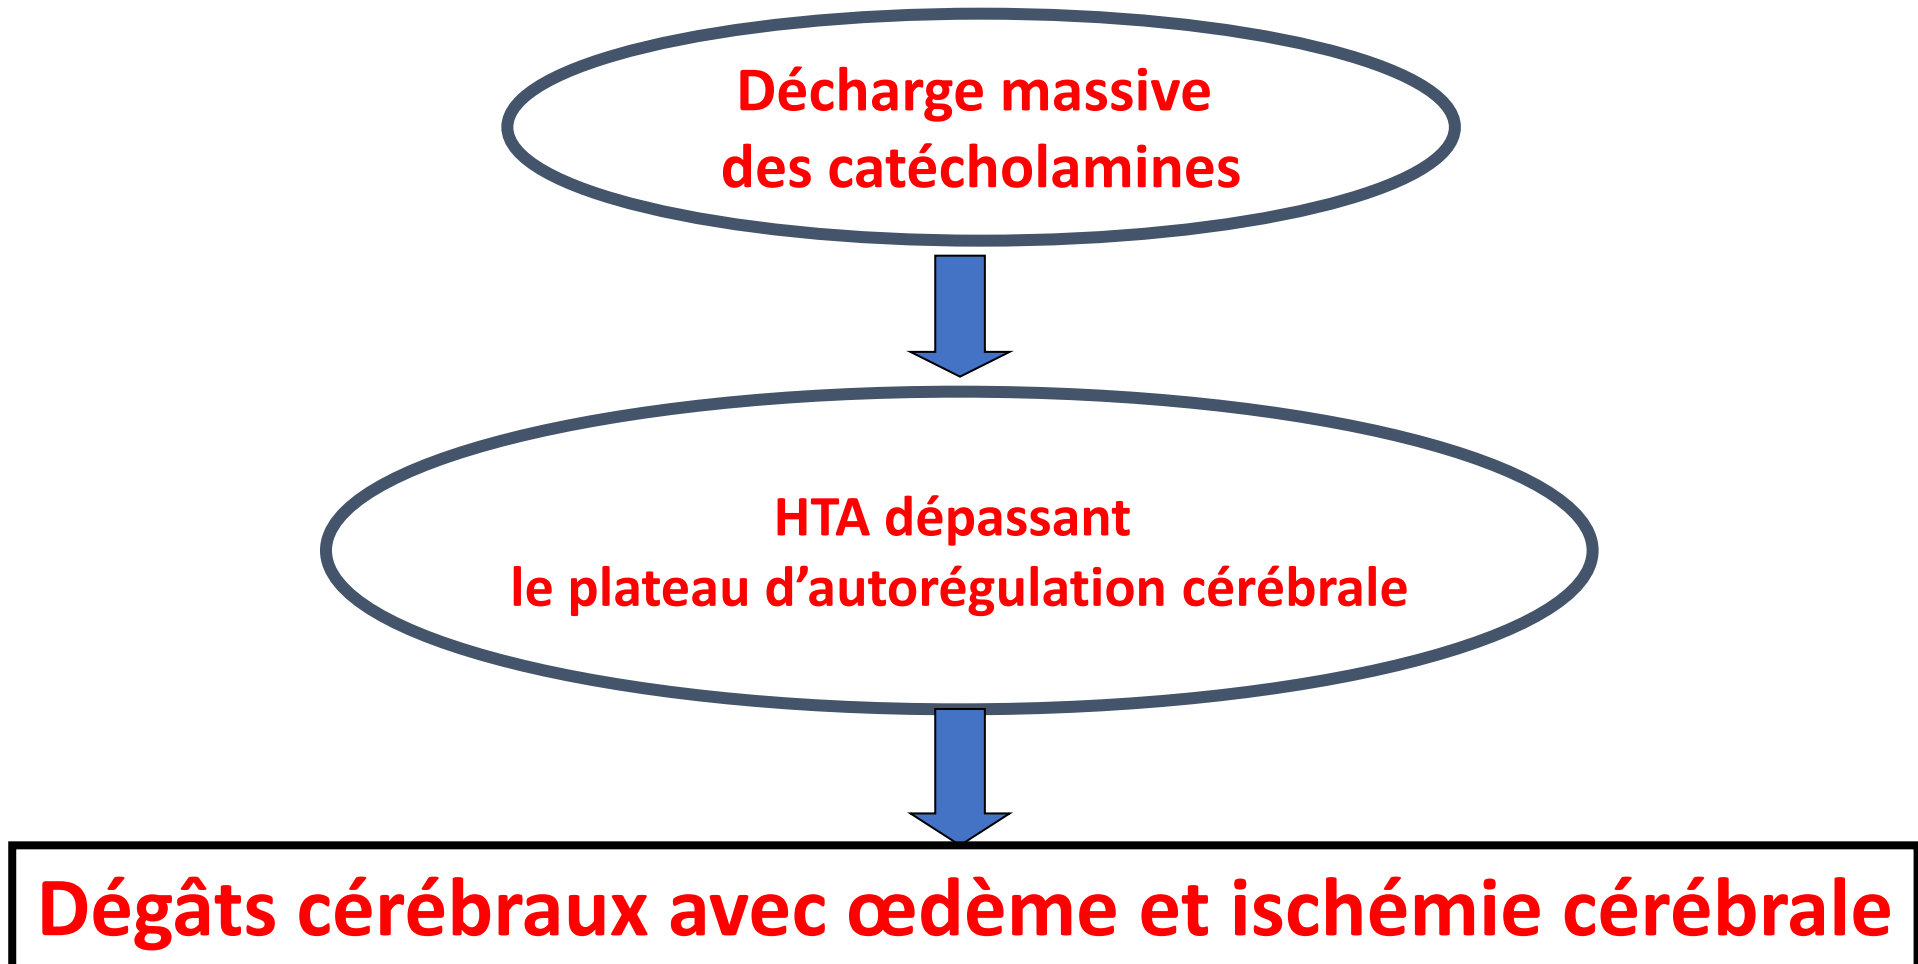 Décharge massive
des catécholamines
HTA dépassant
le plateau d’autorégulation cérébrale
Dégâts cérébraux avec œdème et ischémie cérébrale